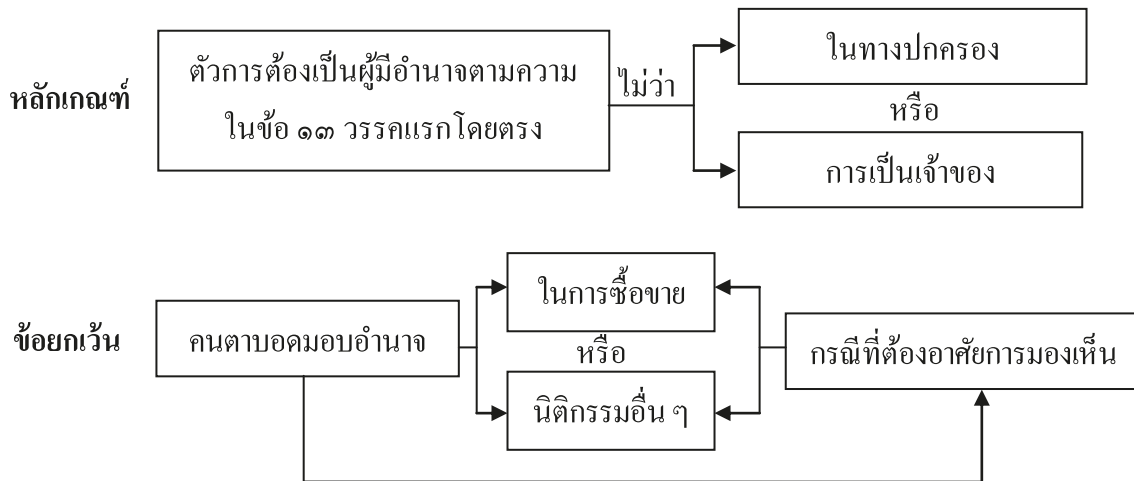 หลักเกณฑ์
ตัวการต้องเป็นผู้มีอำนาจตามความ
ในข้อ ๑๓ วรรคแรกโดยตรง
ไม่ว่า
ในทางปกครอง
หรือ
การเป็นเจ้าของ
ข้อยกเว้น
คนตาบอดมอบอำนาจ
ในการซื้อขาย
หรือ
นิติกรรมอื่น ๆ
กรณีที่ต้องอาศัยการมองเห็น